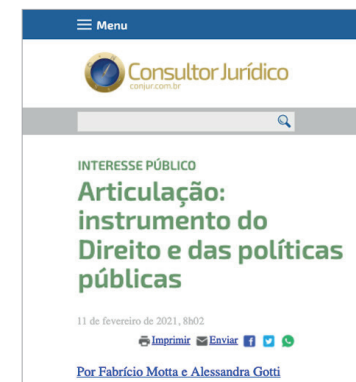 Menu
Consultor Jurídico
conjur.com.br
INTERESSE PÚBLICO
Articulação:
instrumento do
Direito e das políticas
públicas
11 de fevereiro de 2021, 8h02
Imprimir Enviar
Por Fabrício Motta e Alessandra Gotti